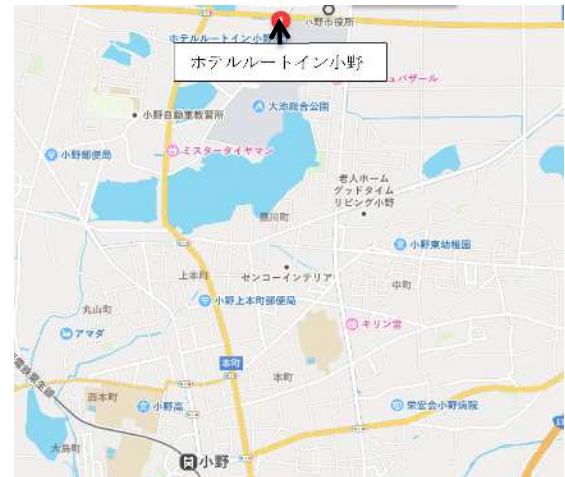 小野市役所
ホテルルートイン小野
ホテルルートイン小野
大池総合公園
小野自動車教習所
ミスタータイヤマン
小野郵便局
老人ホーム
グッドタイム
リビング小野
黒川町
小野東幼稚園
上本町
センコーインテリア
中町
小野上本町郵便局
丸山町
キリン堂
アマダ
本町
本町
西本町
小野高
栄宏会小野病院
大島町
小野